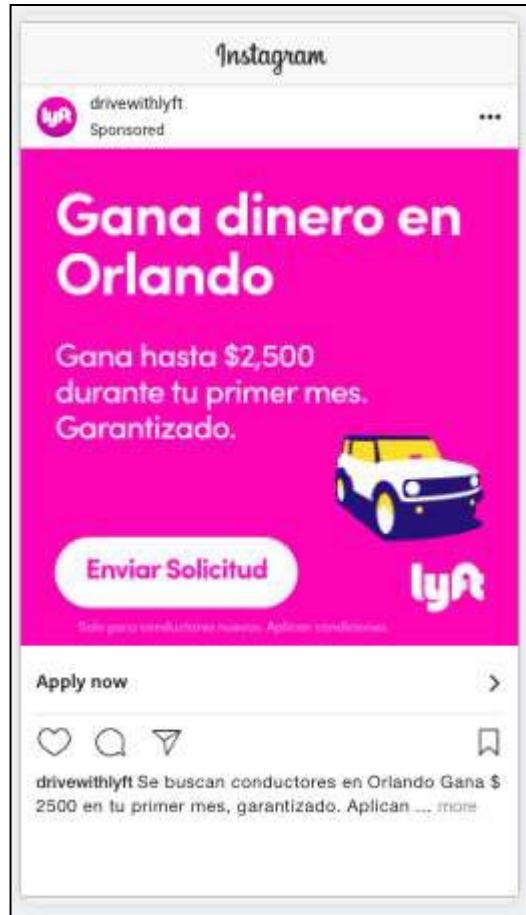 Instagram
lyft
drivewithlyft
Sponsored
Gana dinero en
Orlando
Gana hasta $2,500
durante tu primer mes.
Garantizado.
Enviar Solicitud
lyft
Solo para conductores nuevos. Aplican condiciones.
Apply now
drivewithlyft Se buscan conductores en Orlando Gana $
2500 en tu primer mes, garantizado. Aplican ... more